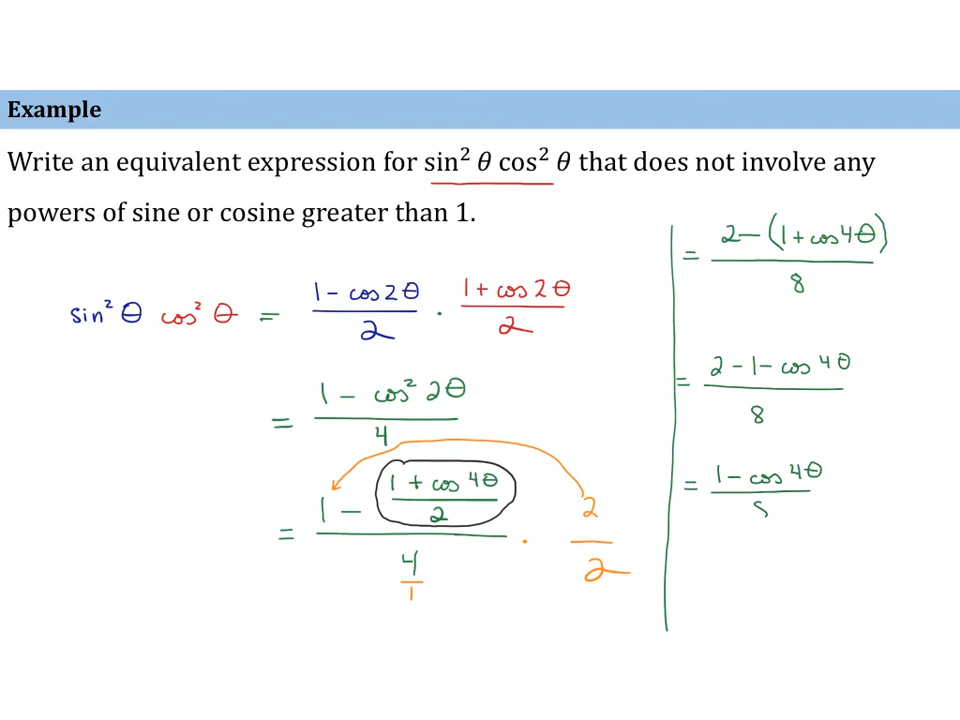 Example
Write an equivalent expression for sin² θ cos² θ that does not involve any
powers of sine or cosine greater than 1.
sin² θ cos² θ = (1 - cos 2θ)/2 · (1 + cos 2θ)/2
= (1 - cos² 2θ)/4
= (1 - (1 + cos 4θ)/2)/(4/1) · 2/2
= (2 - (1 + cos 4θ))/8
= (2 - 1 - cos 4θ)/8
= 1 - cos 4θ